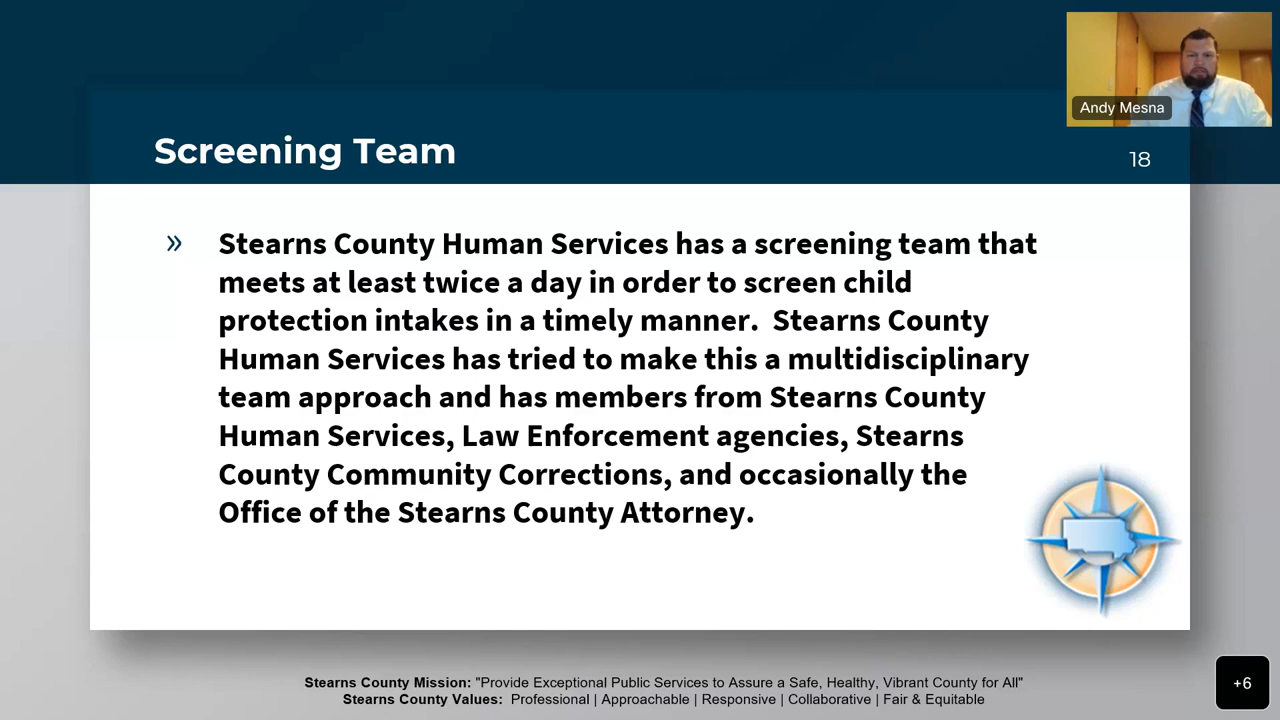 Andy Mesna
Screening Team
18
» Stearns County Human Services has a screening team that
meets at least twice a day in order to screen child
protection intakes in a timely manner.  Stearns County
Human Services has tried to make this a multidisciplinary
team approach and has members from Stearns County
Human Services, Law Enforcement agencies, Stearns
County Community Corrections, and occasionally the
Office of the Stearns County Attorney.
Stearns County Mission: "Provide Exceptional Public Services to Assure a Safe, Healthy, Vibrant County for All"
Stearns County Values:  Professional | Approachable | Responsive | Collaborative | Fair & Equitable
+6